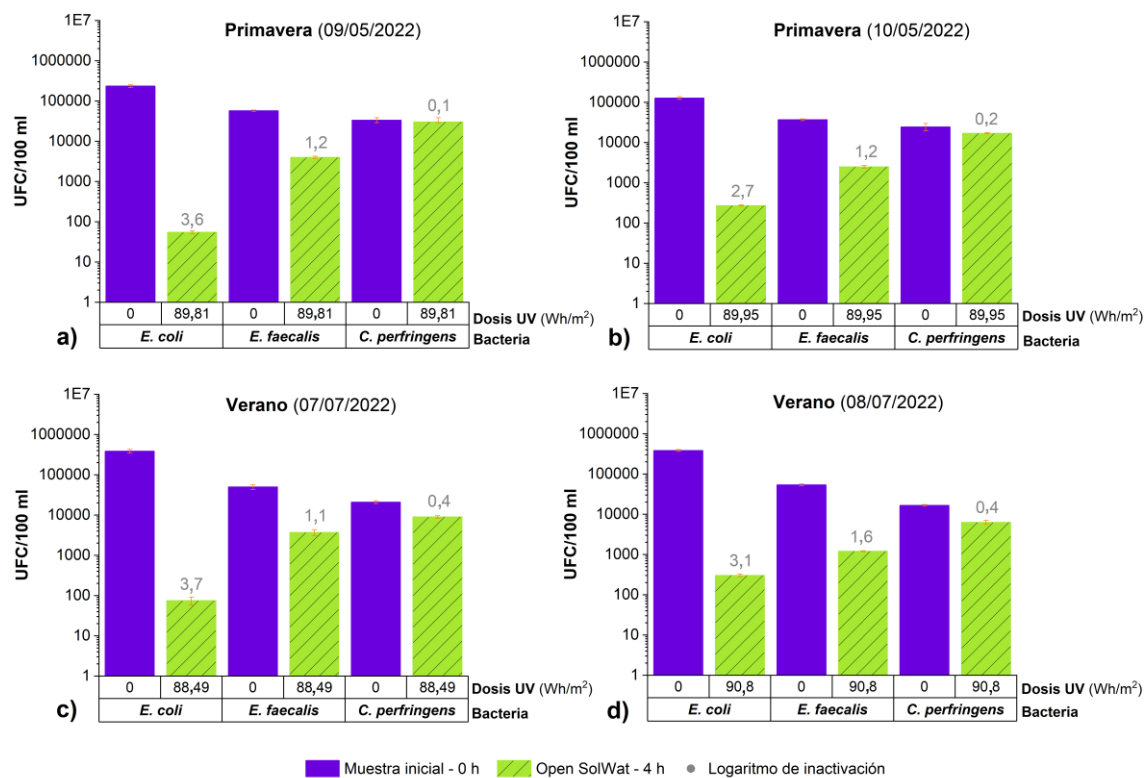 Primavera (09/05/2022)
1E7
1000000
100000
10000
1000
100
10
1
UFC/100 ml
3,6
1,2
0,1
0 89,81 0 89,81 0 89,81 Dosis UV (Wh/m²)
E. coli E. faecalis C. perfringens Bacteria
a)
Primavera (10/05/2022)
1E7
1000000
100000
10000
1000
100
10
1
UFC/100 ml
2,7
1,2
0,2
0 89,95 0 89,95 0 89,95 Dosis UV (Wh/m²)
E. coli E. faecalis C. perfringens Bacteria
b)
Verano (07/07/2022)
1E7
1000000
100000
10000
1000
100
10
1
UFC/100 ml
3,7
1,1
0,4
0 88,49 0 88,49 0 88,49 Dosis UV (Wh/m²)
E. coli E. faecalis C. perfringens Bacteria
c)
Verano (08/07/2022)
1E7
1000000
100000
10000
1000
100
10
1
UFC/100 ml
3,1
1,6
0,4
0 90,8 0 90,8 0 90,8 Dosis UV (Wh/m²)
E. coli E. faecalis C. perfringens Bacteria
d)
Muestra inicial - 0 h Open SolWat - 4 h Logaritmo de inactivación